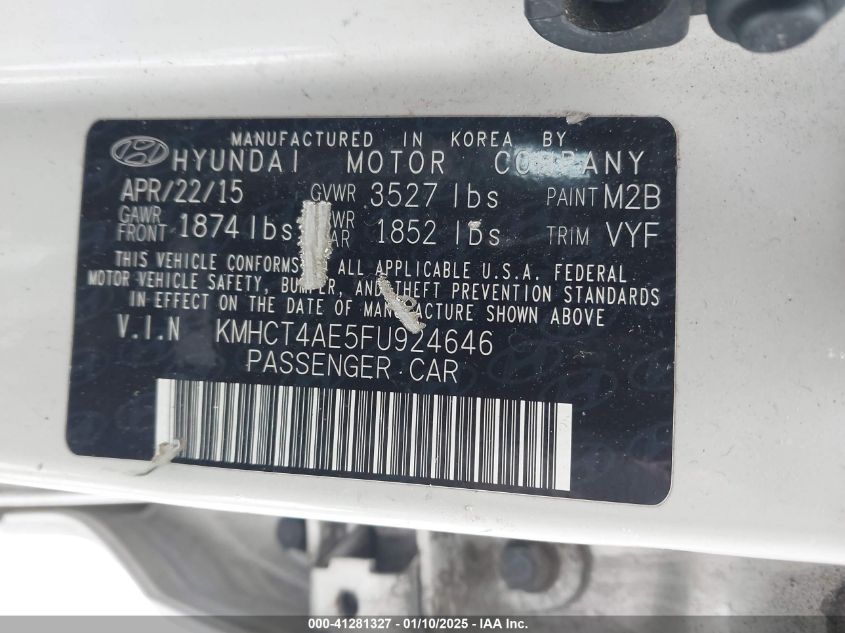 MANUFACTURED IN KOREA BY
HYUNDAI MOTOR COMPANY
APR/22/15 GVWR 3527 lbs PAINT M2B
GAWR FRONT 1874 lbs 1852 lbs TRIM VYF
THIS VEHICLE CONFORMS ALL APPLICABLE U.S.A. FEDERAL
MOTOR VEHICLE SAFETY, BUMPER, AND THEFT PREVENTION STANDARDS
IN EFFECT ON THE DATE OF MANUFACTURE SHOWN ABOVE
V.I.N KMHCT4AE5FU924646
PASSENGER CAR
000-41281327 - 01/10/2025 - IAAI.com